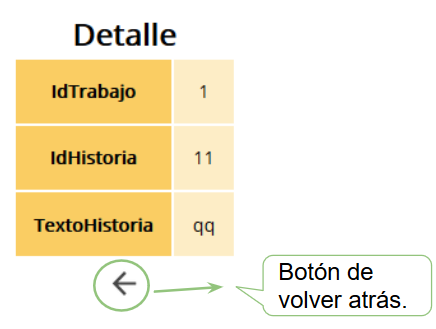 Detalle
IdTrabajo 1
IdHistoria 11
TextoHistoria qq
Botón de
volver atrás.